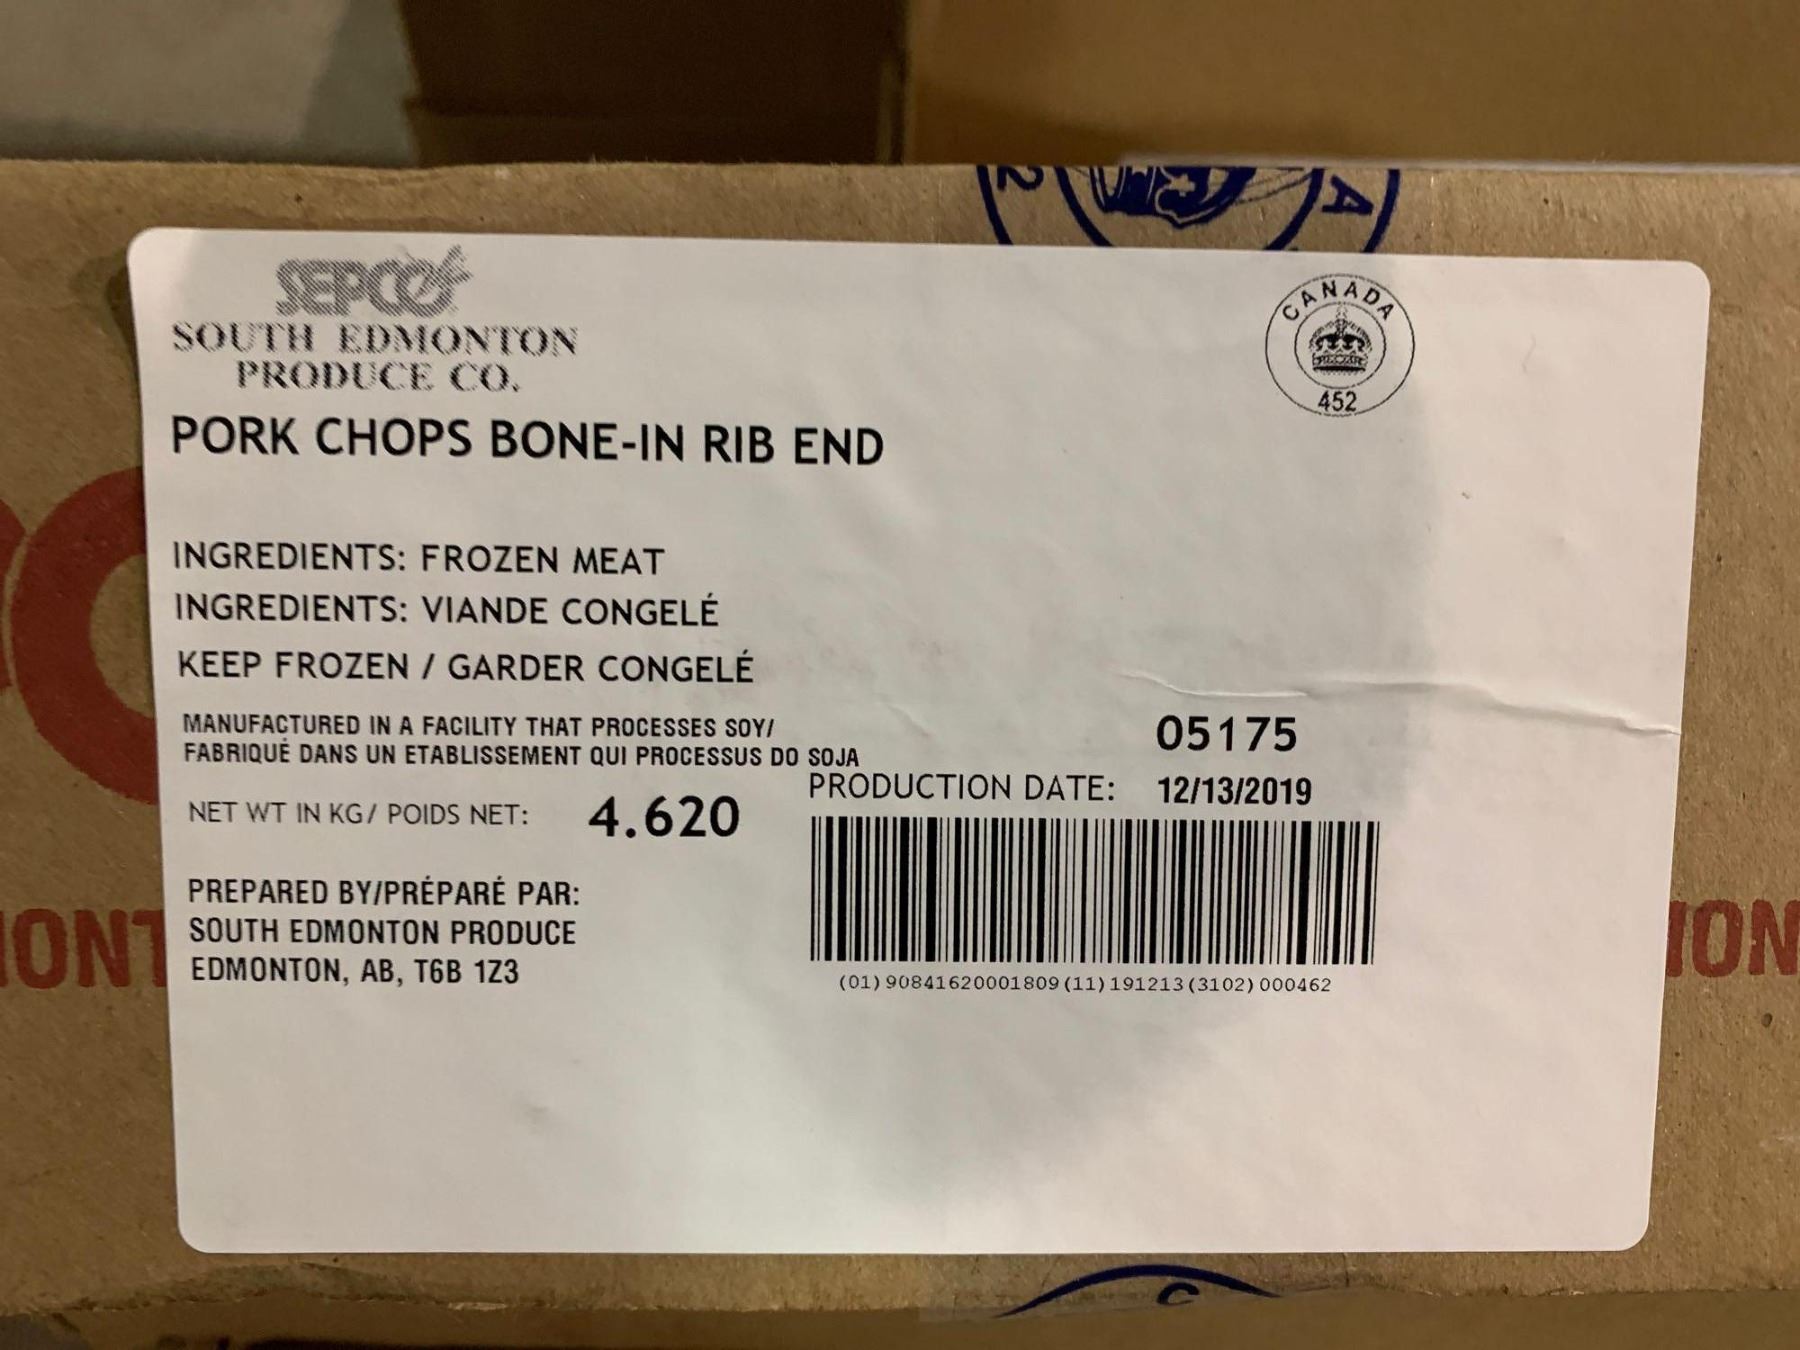 2 A
SEPCO
CANADA
SOUTH EDMONTON
PRODUCE CO.
452
PORK CHOPS BONE-IN RIB END
INGREDIENTS: FROZEN MEAT
INGREDIENTS: VIANDE CONGELÉ
KEEP FROZEN / GARDER CONGELÉ
MANUFACTURED IN A FACILITY THAT PROCESSES SOY/
FABRIQUÉ DANS UN ETABLISSEMENT QUI PROCESSUS DO SOJA
05175
PRODUCTION DATE: 12/13/2019
NET WT IN KG/ POIDS NET: 4.620
PREPARED BY/PRÉPARÉ PAR:
SOUTH EDMONTON PRODUCE
EDMONTON, AB, T6B 1Z3
(01)90841620001809(11)191213(3102)000462
MONT
MON
C